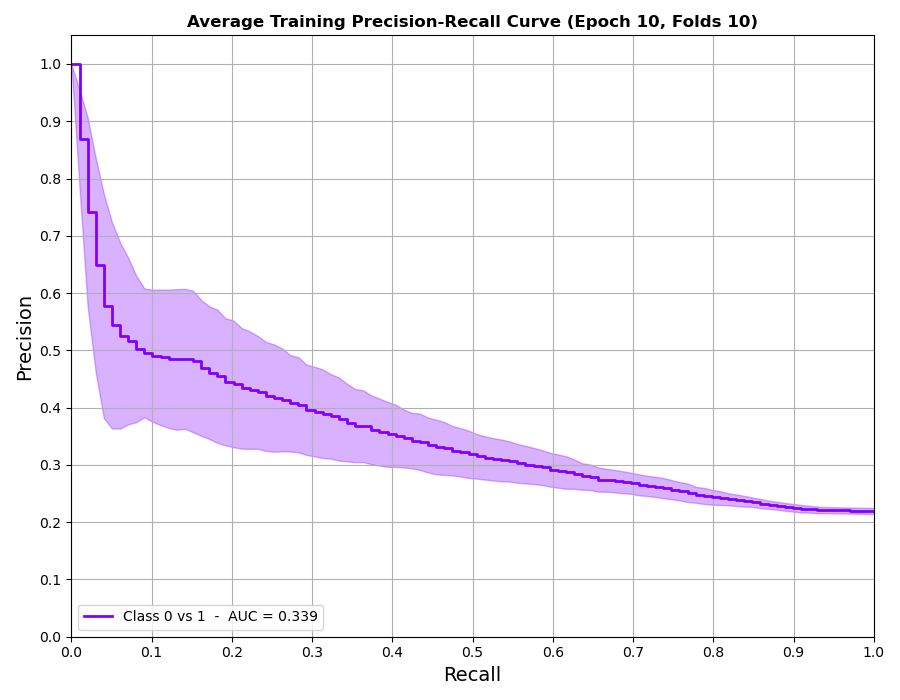 Average Training Precision-Recall Curve (Epoch 10, Folds 10)
1.0
0.9
0.8
0.7
0.6
0.5
0.4
0.3
0.2
0.1
0.0
Precision
Class 0 vs 1 - AUC = 0.339
0.0 0.1 0.2 0.3 0.4 0.5 0.6 0.7 0.8 0.9 1.0
Recall